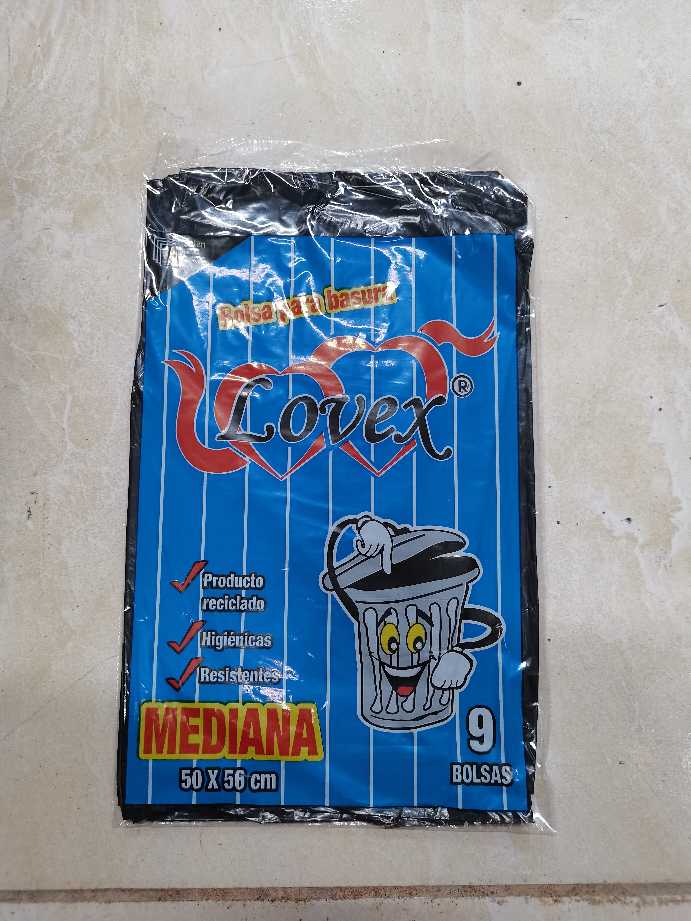 Bolsa para basura
Lovex®
✓ Producto
reciclado
✓ Higiénicas
✓ Resistentes
MEDIANA
50 X 56 cm
9
BOLSAS